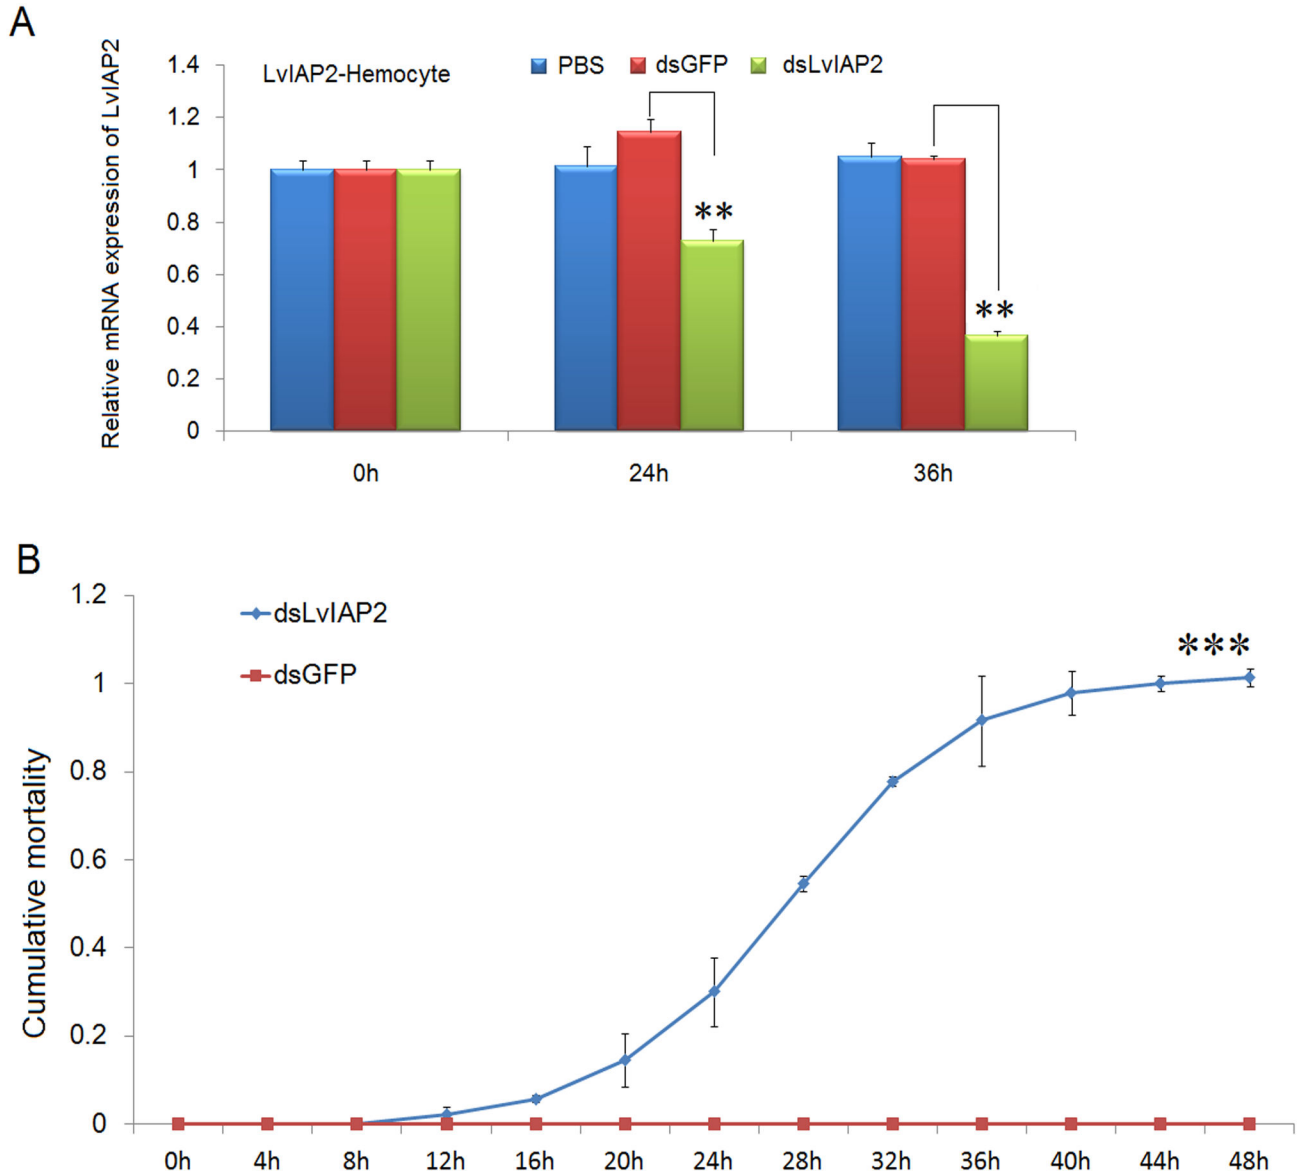 A
Relative mRNA expression of LvIAP2
LvIAP2-Hemocyte
PBS dsGFP dsLvIAP2
1.4
1.2
1
0.8
0.6
0.4
0.2
0
**
**
0h 24h 36h
B
Cumulative mortality
dsLvIAP2
dsGFP
1.2
1
0.8
0.6
0.4
0.2
0
***
0h 4h 8h 12h 16h 20h 24h 28h 32h 36h 40h 44h 48h